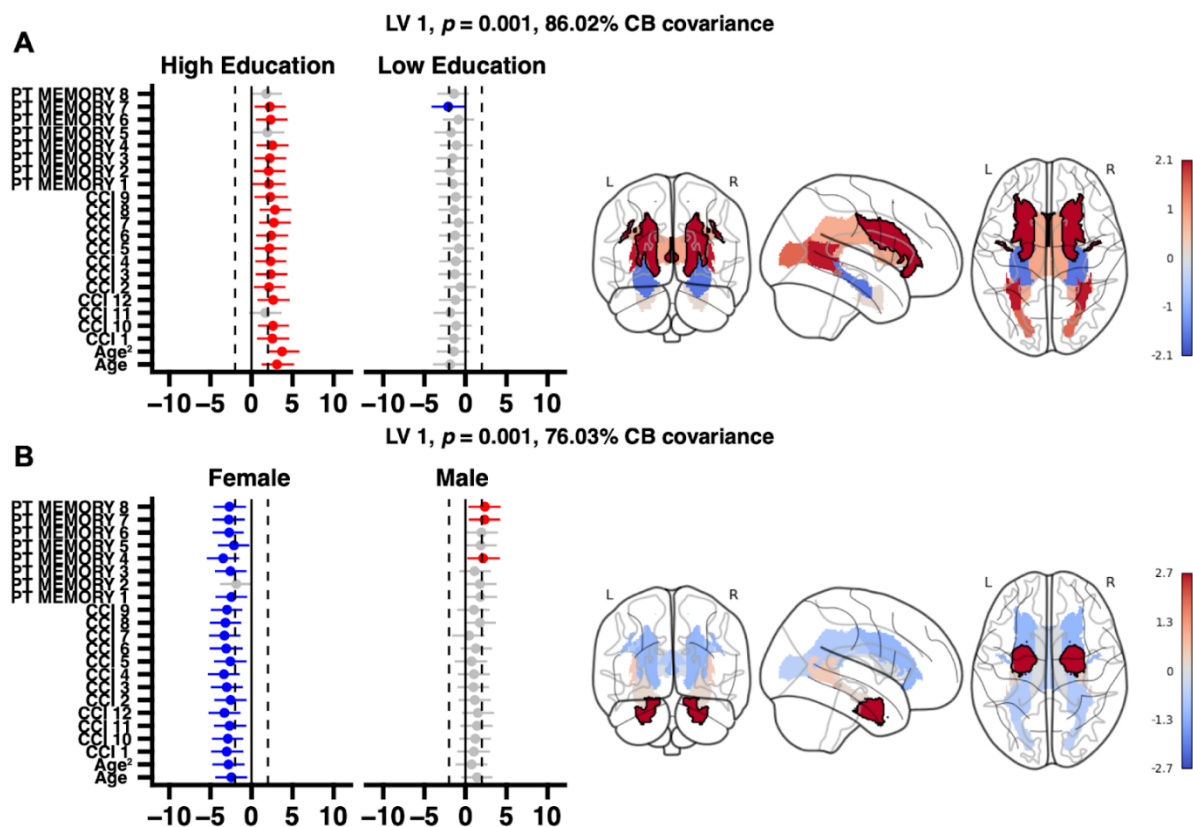 LV 1, p = 0.001, 86.02% CB covariance
A
High Education
Low Education
PT MEMORY 8
PT MEMORY 7
PT MEMORY 6
PT MEMORY 5
PT MEMORY 4
PT MEMORY 3
PT MEMORY 2
PT MEMORY 1
CCI 9
CCI 8
CCI 7
CCI 6
CCI 5
CCI 4
CCI 3
CCI 2
CCI 12
CCI 11
CCI 10
CCI 1
Age²
Age
−10 −5 0 5 10
−10 −5 0 5 10
L R
L R
2.1
1
0
-1
-2.1
LV 1, p = 0.001, 76.03% CB covariance
B
Female
Male
PT MEMORY 8
PT MEMORY 7
PT MEMORY 6
PT MEMORY 5
PT MEMORY 4
PT MEMORY 3
PT MEMORY 2
PT MEMORY 1
CCI 9
CCI 8
CCI 7
CCI 6
CCI 5
CCI 4
CCI 3
CCI 2
CCI 12
CCI 11
CCI 10
CCI 1
Age²
Age
−10 −5 0 5 10
−10 −5 0 5 10
L R
L R
2.7
1.3
0
-1.3
-2.7